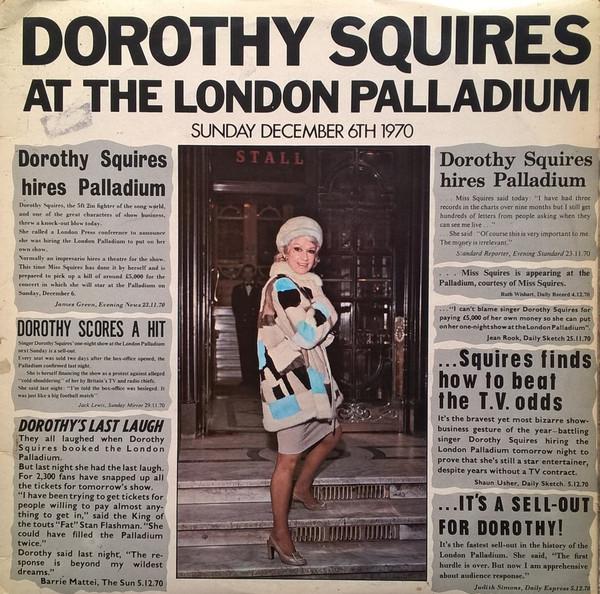 DOROTHY SQUIRES
AT THE LONDON PALLADIUM
SUNDAY DECEMBER 6TH 1970
Dorothy Squires
hires Palladium
Dorothy Squires, the 5ft 2in fighter of the song world,
and one of the great characters of show business,
threw a knock-out blow today.
She called a London Press conference to announce
she was hiring the London Palladium to put on her
own show.
Normally an impresario hires a theatre for the show.
This time Miss Squires has done it by herself and is
prepared to pick up a bill of around £5,000 for the
concert in which she will star at the Palladium on
Sunday, December 6.
James Green, Evening News 23.11.70
DOROTHY SCORES A HIT
Singer Dorothy Squires' one-night show at the London Palladium
next Sunday is a sell-out.
Every seat was sold two days after the box-office opened, the
Palladium confirmed last night.
She is herself financing the show as a protest against alleged
"cold-shouldering" of her by Britain's TV and radio chiefs.
She said last night: "I'm told the box-office was besieged. It
was just like a big football match"
Jack Lewis, Sunday Mirror 29.11.70
DOROTHY'S LAST LAUGH
They all laughed when Dorothy
Squires booked the London
Palladium.
But last night she had the last laugh.
For 2,300 fans have snapped up all
the tickets for tomorrow's show.
"I have been trying to get tickets for
people willing to pay almost any-
thing to get in," said the King of
the touts "Fat" Stan Flashman. "She
could have filled the Palladium
twice."
Dorothy said last night, "The re-
sponse is beyond my wildest
dreams."
Barrie Mattei, The Sun 5.12.70
STALL
Dorothy Squires
hires Palladium
. . . Miss Squires said today: "I have had three
records in the charts over nine months but I still get
hundreds of letters from people asking when they
can see me live . . ."
She said "Of course this is very important to me.
The money is irrelevant."
Standard Reporter, Evening Standard 23.11.70
. . . . Miss Squires is appearing at the
Palladium, courtesy of Miss Squires.
Ruth Wishart, Daily Record 4.12.70
. . ."I can't blame singer Dorothy Squires for
paying £5,000 of her own money so she can put
on her one-night show at the London Palladium".
Jean Rook, Daily Sketch 25.11.70
...Squires finds
how to beat
the T.V. odds
It's the bravest yet most bizarre show-
business gesture of the year—battling
singer Dorothy Squires hiring the
London Palladium tomorrow night to
prove that she's still a star entertainer,
despite years without a TV contract.
Shaun Usher, Daily Sketch. 5.12.70
...IT'S A SELL-OUT
FOR DOROTHY!
It's the fastest sell-out in the history of the
London Palladium. She said, "The first
hurdle is over. But now I am apprehensive
about audience response."
Judith Simons, Daily Express 5.12.70